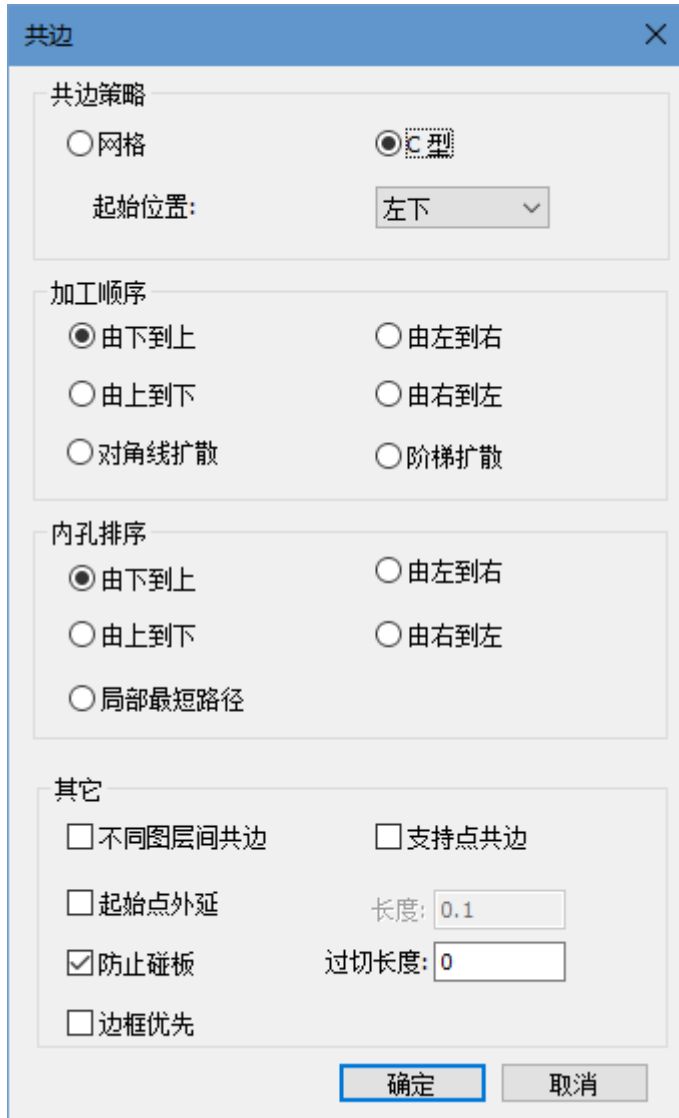 共边
共边策略
网格 C 型
起始位置: 左下
加工顺序
由下到上 由左到右
由上到下 由右到左
对角线扩散 阶梯扩散
内孔排序
由下到上 由左到右
由上到下 由右到左
局部最短路径
其它
不同图层间共边 支持点共边
起始点外延 长度: 0.1
防止碰板 过切长度: 0
边框优先
确定 取消